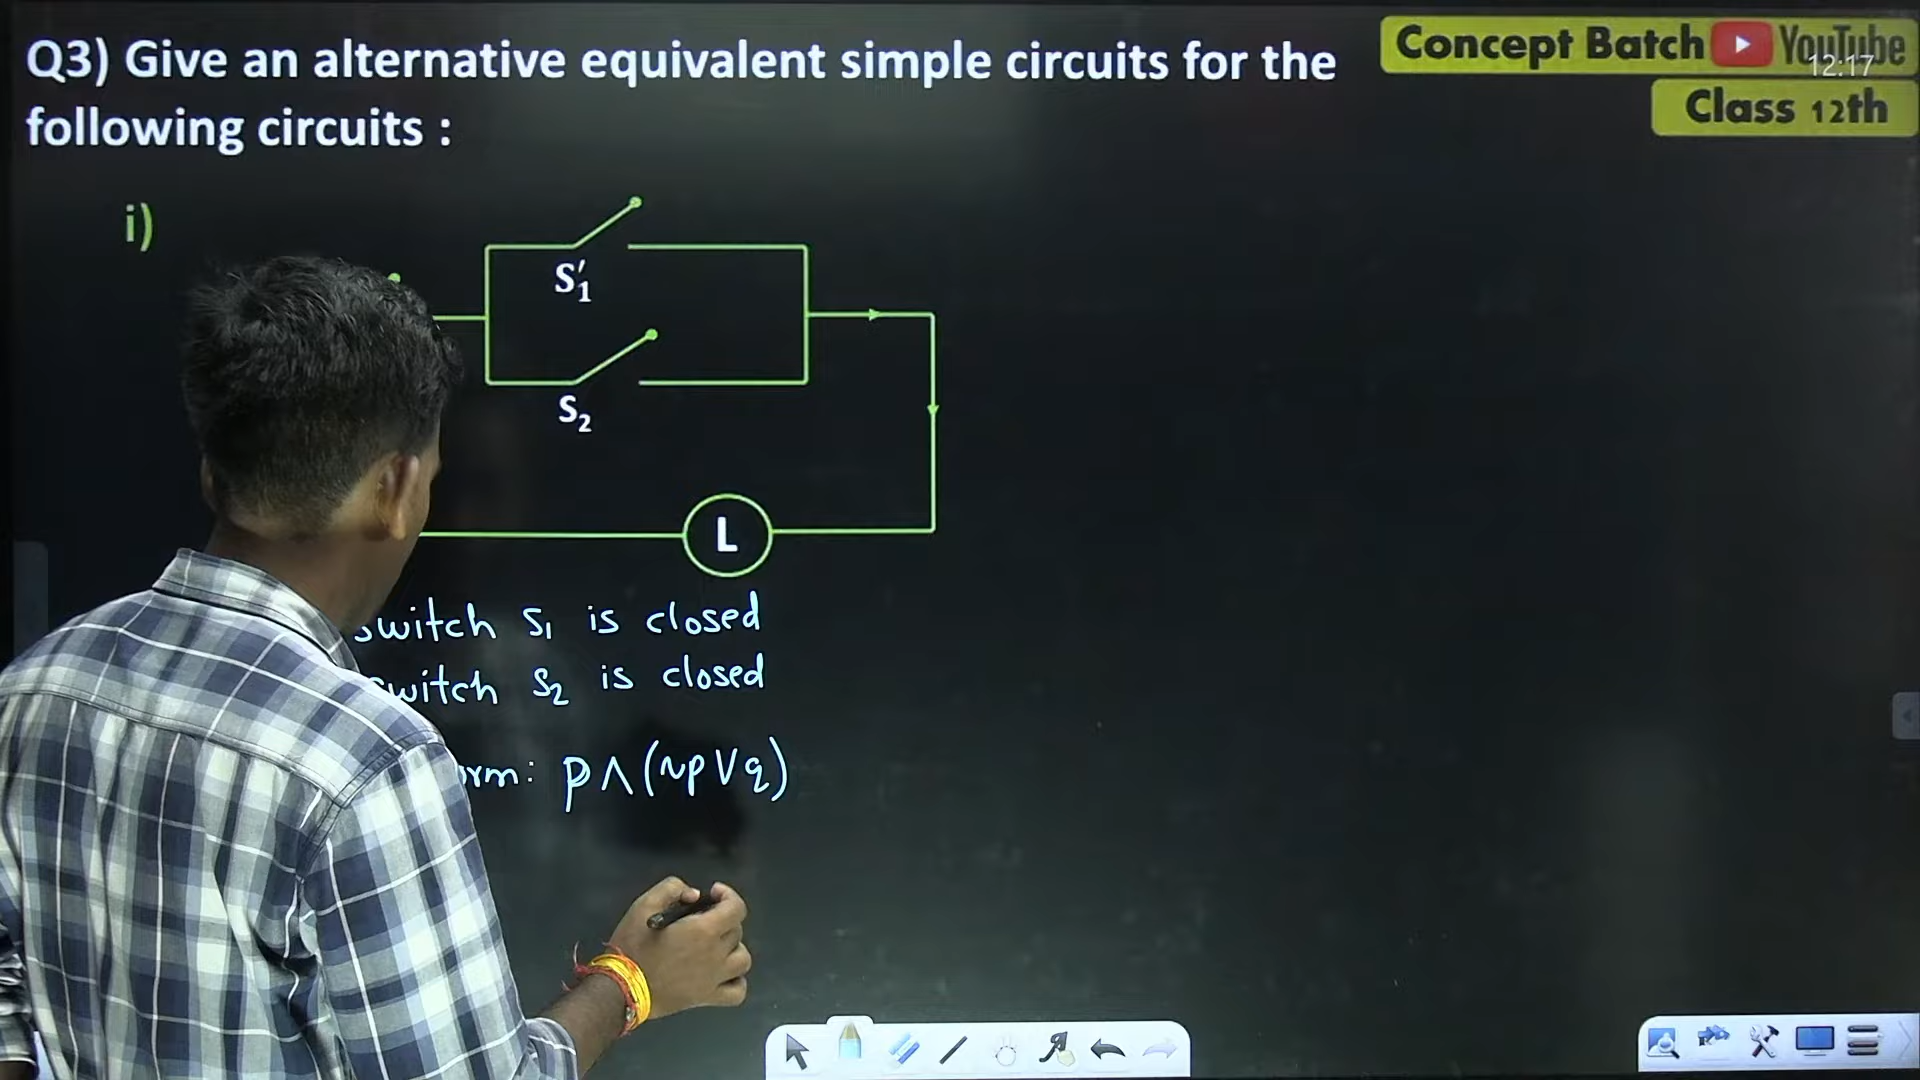 Q3) Give an alternative equivalent simple circuits for the
following circuits :
Concept Batch YouTube
12:17
Class 12th
i)
S′₁
S₂
L
switch S₁ is closed
switch S₂ is closed
: p ∧ (~p ∨ q)